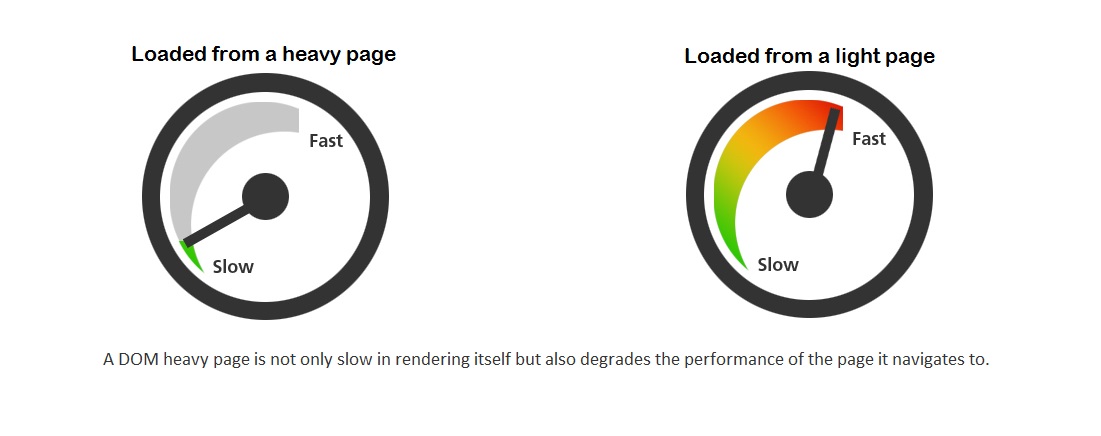 Loaded from a heavy page
Loaded from a light page
Fast
Fast
Slow
Slow
A DOM heavy page is not only slow in rendering itself but also degrades the performance of the page it navigates to.